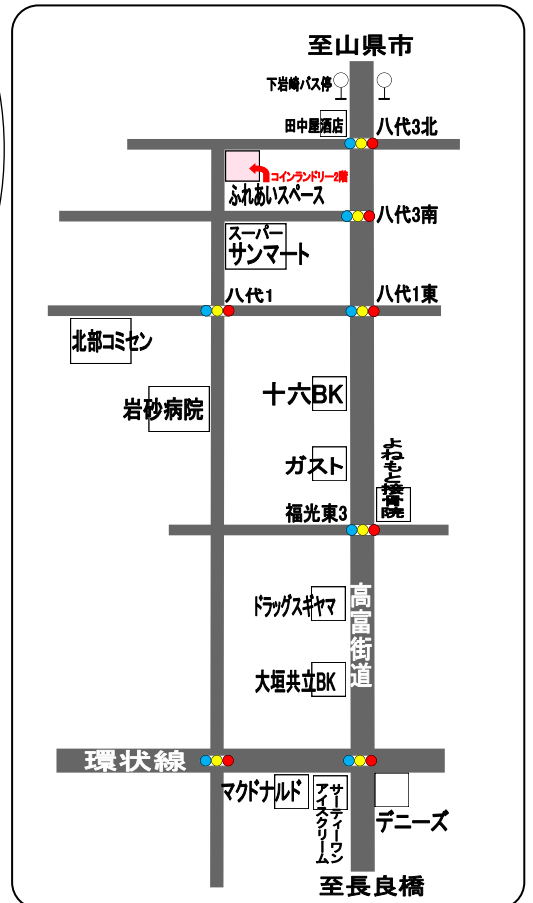 至山県市
下岩崎バス停
田中屋酒店
八代3北
コインランドリー2階
ふれあいスペース
八代3南
スーパー
サンマート
八代1
八代1東
北部コミセン
十六BK
岩砂病院
ガスト
よねもと接骨院
福光東3
ドラッグスギヤマ
高富街道
大垣共立BK
環状線
マクドナルド
サーティーワン
アイスクリーム
デニーズ
至長良橋